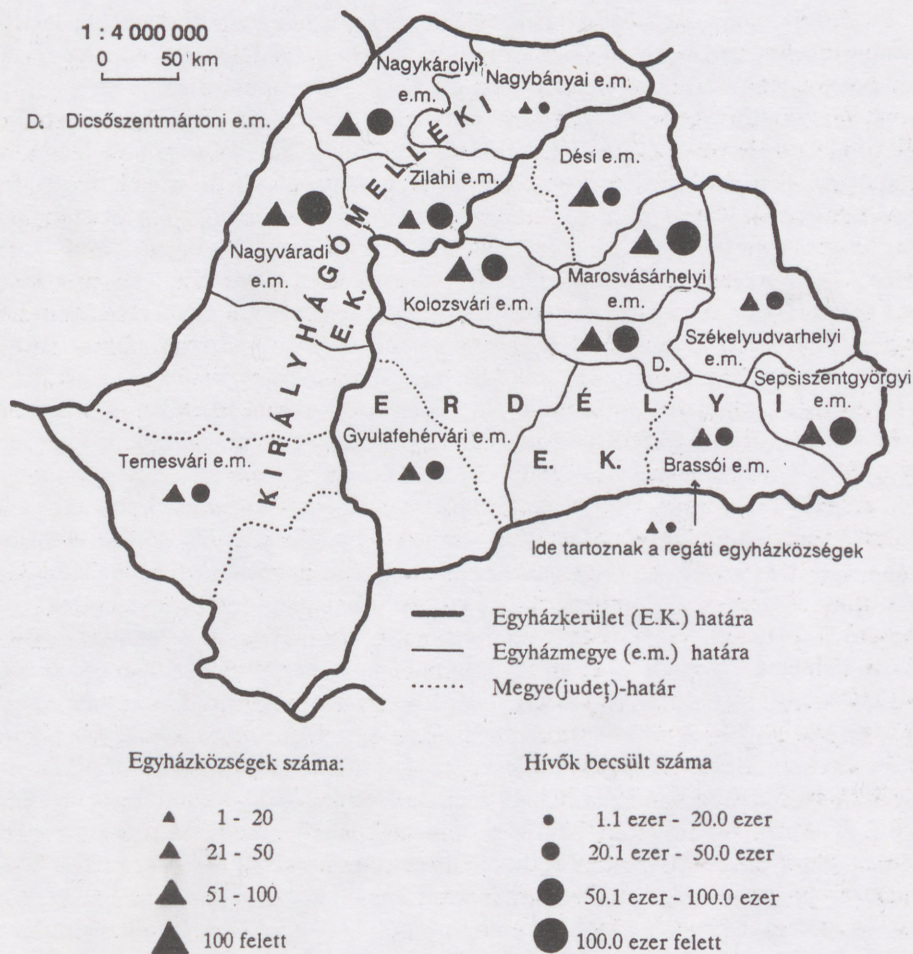 1 : 4 000 000
0 50 km
D. Dicsőszentmártoni e.m.
Nagykárolyi
e.m.
Nagybányai e.m.
Dési e.m.
Zilahi e.m.
Nagyváradi
e.m.
Kolozsvári e.m.
Marosvásárhelyi
e.m.
Székelyudvarhelyi
e.m.
D.
Sepsiszentgyörgyi
e.m.
KIRÁLYHÁGÓMELLÉKI
E.K.
ERDÉLYI
E. K.
Temesvári e.m.
Gyulafehérvári e.m.
Brassói e.m.
Ide tartoznak a regáti egyházközségek
Egyházkerület (E.K.) határa
Egyházmegye (e.m.) határa
Megye(judeţ)-határ
Egyházközségek száma:
1 - 20
21 - 50
51 - 100
100 felett
Hívők becsült száma
1.1 ezer - 20.0 ezer
20.1 ezer - 50.0 ezer
50.1 ezer - 100.0 ezer
100.0 ezer felett